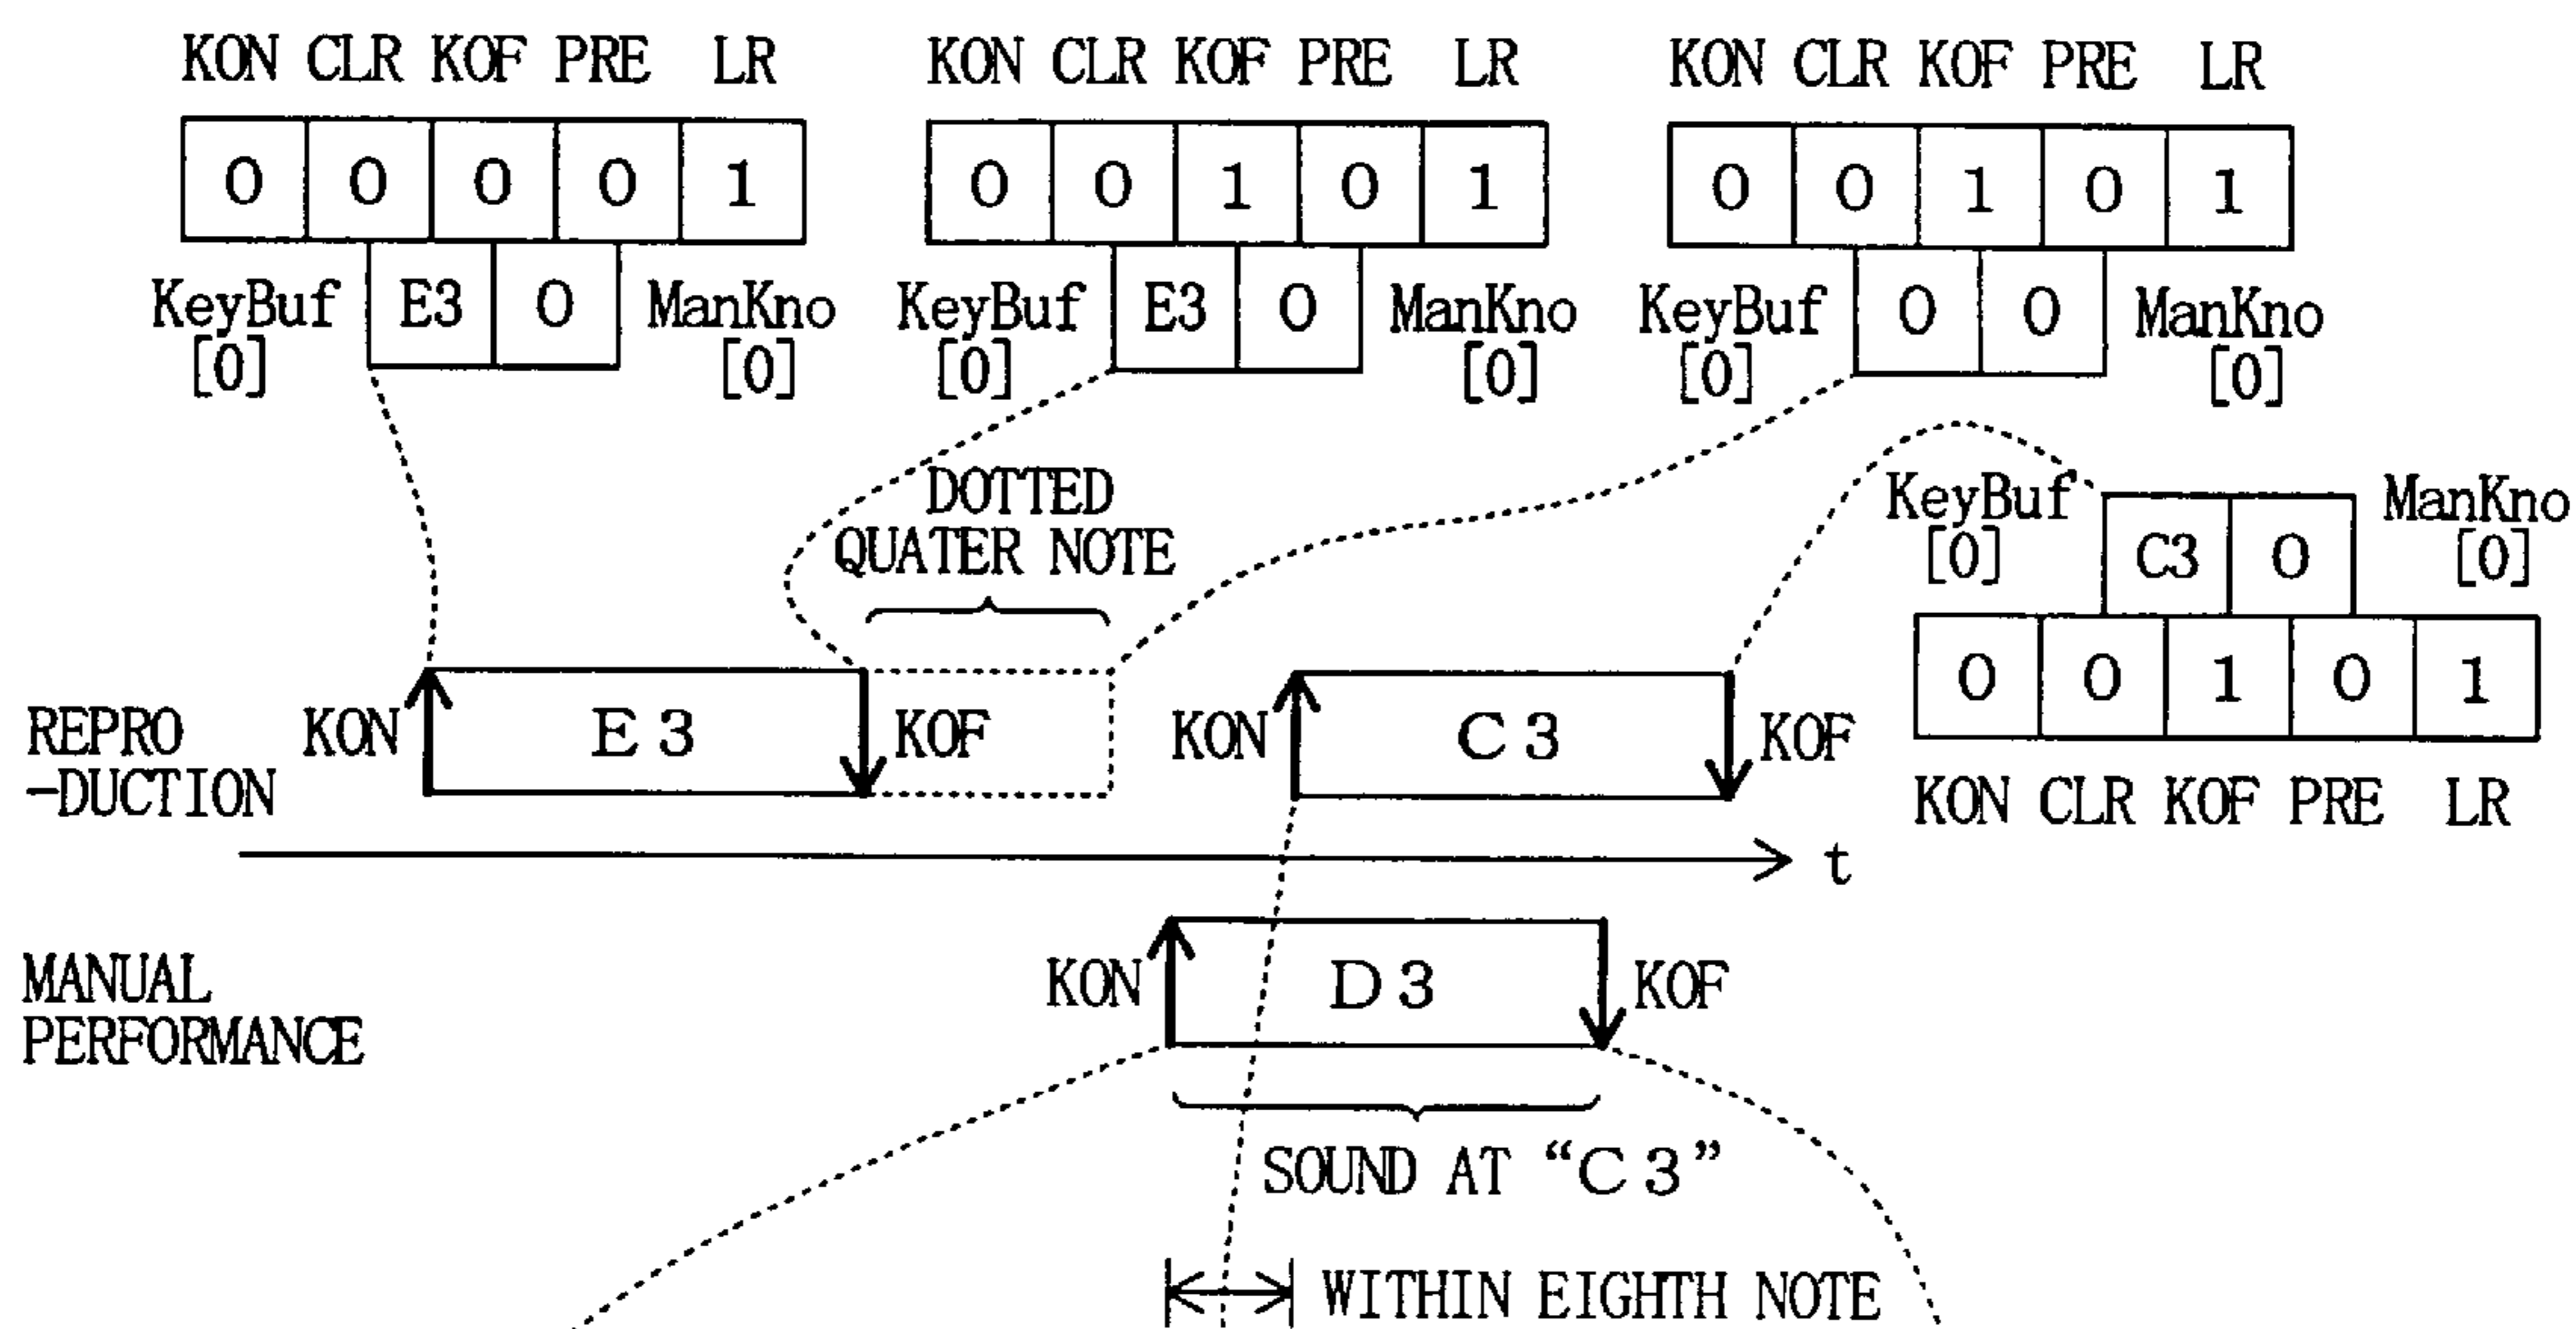 KON CLR KOF PRE LR
0 0 0 0 1
KeyBuf [0] E3 0 ManKno [0]
KON CLR KOF PRE LR
0 0 1 0 1
KeyBuf [0] E3 0 ManKno [0]
KON CLR KOF PRE LR
0 0 1 0 1
KeyBuf [0] 0 0 ManKno [0]
DOTTED
QUATER NOTE
KeyBuf [0] C3 0 ManKno [0]
0 0 1 0 1
KON CLR KOF PRE LR
REPRO
-DUCTION
KON E3 KOF
KON C3 KOF
t
MANUAL
PERFORMANCE
KON D3 KOF
SOUND AT “C3”
WITHIN EIGHTH NOTE